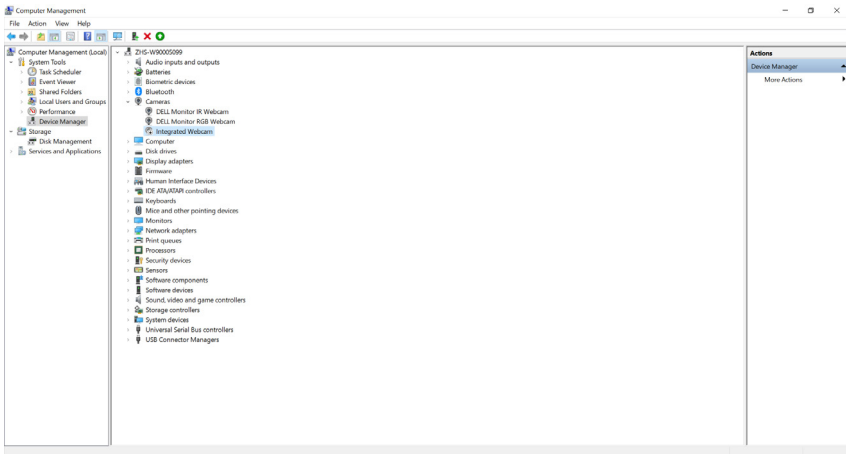 Computer Management
File Action View Help
Computer Management (Local)
System Tools
Task Scheduler
Event Viewer
Shared Folders
Local Users and Groups
Performance
Device Manager
Storage
Disk Management
Services and Applications
ZIHS-W90005099
Audio inputs and outputs
Batteries
Biometric devices
Bluetooth
Cameras
DELL Monitor IR Webcam
DELL Monitor RGB Webcam
Integrated Webcam
Computer
Disk drives
Display adapters
Firmware
Human Interface Devices
IDE ATA/ATAPI controllers
Keyboards
Mice and other pointing devices
Monitors
Network adapters
Print queues
Processors
Security devices
Sensors
Software components
Software devices
Sound, video and game controllers
Storage controllers
System devices
Universal Serial Bus controllers
USB Connector Managers
Actions
Device Manager
More Actions